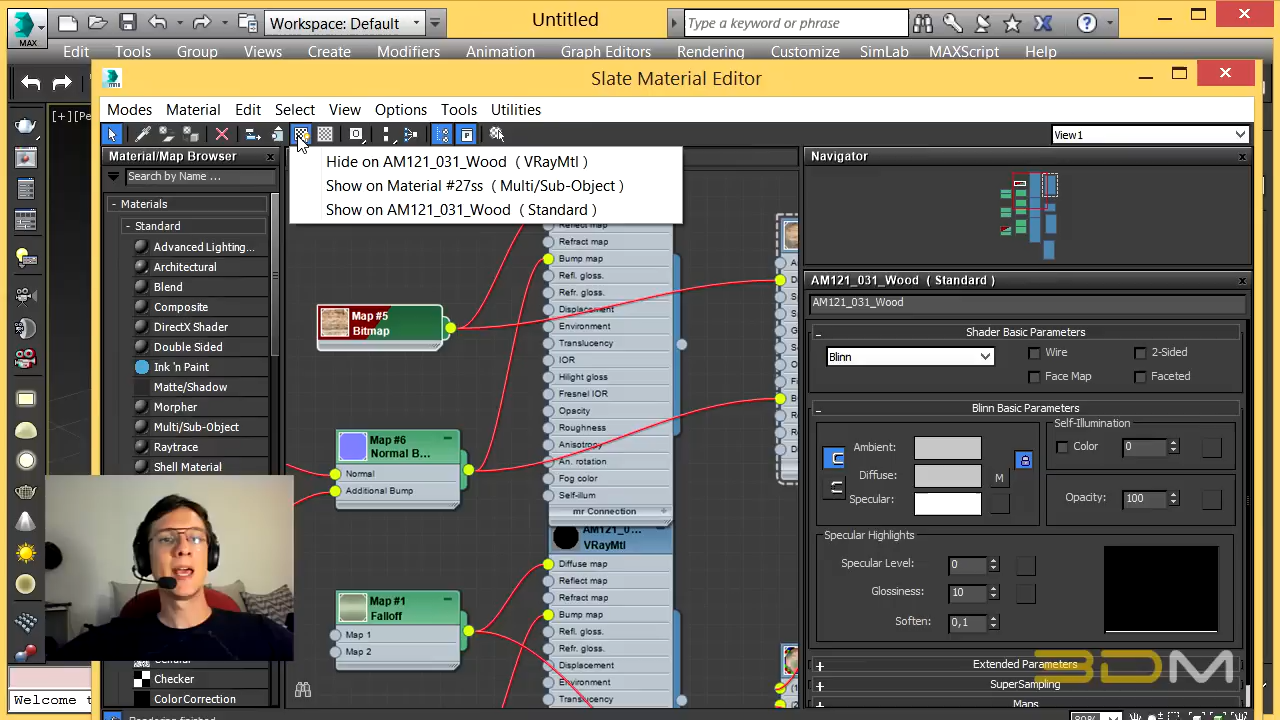 MAX
Workspace: Default
Untitled
Type a keyword or phrase
Edit Tools Group Views Create Modifiers Animation Graph Editors Rendering Customize SimLab MAXScript Help
Slate Material Editor
Modes Material Edit Select View Options Tools Utilities
View1
Material/Map Browser
Search by Name ...
- Materials
- Standard
Advanced Lighting...
Architectural
Blend
Composite
DirectX Shader
Double Sided
Ink 'n Paint
Matte/Shadow
Morpher
Multi/Sub-Object
Raytrace
Shell Material
Checker
ColorCorrection
Hide on AM121_031_Wood ( VRayMtl )
Show on Material #27ss ( Multi/Sub-Object )
Show on AM121_031_Wood ( Standard )
Reflect map
Refract map
Bump map
Refl. gloss.
Refr. gloss.
Displacement
Environment
Translucency
IOR
Hilight gloss
Fresnel IOR
Opacity
Roughness
Anisotropy
An. rotation
Fog color
Self-illum
mr Connection
Map #5
Bitmap
Map #6
Normal B...
Normal
Additional Bump
Map #1
Falloff
Map 1
Map 2
AM121_0...
VRayMtl
Diffuse map
Reflect map
Refract map
Bump map
Refl. gloss.
Refr. gloss.
Displacement
Environment
Translucency
Navigator
AM121_031_Wood ( Standard )
AM121_031_Wood
Shader Basic Parameters
Blinn
Wire
2-Sided
Face Map
Faceted
Blinn Basic Parameters
Self-Illumination
Ambient:
Color 0
Diffuse: M
Specular:
Opacity: 100
Specular Highlights
Specular Level: 0
Glossiness: 10
Soften: 0,1
Extended Parameters
SuperSampling
Maps
3DM
Welcome t
Rendering finished
80%